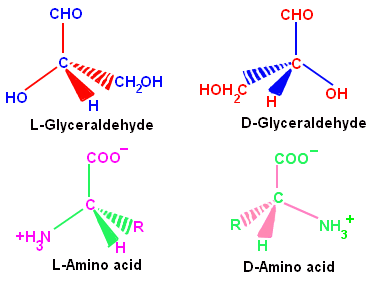 CHO
C
HO
CH2OH
H
L-Glyceraldehyde
CHO
C
HOH2C
H
OH
D-Glyceraldehyde
COO−
C
R
+H3N
H
L-Amino acid
COO−
C
R
NH3+
H
D-Amino acid